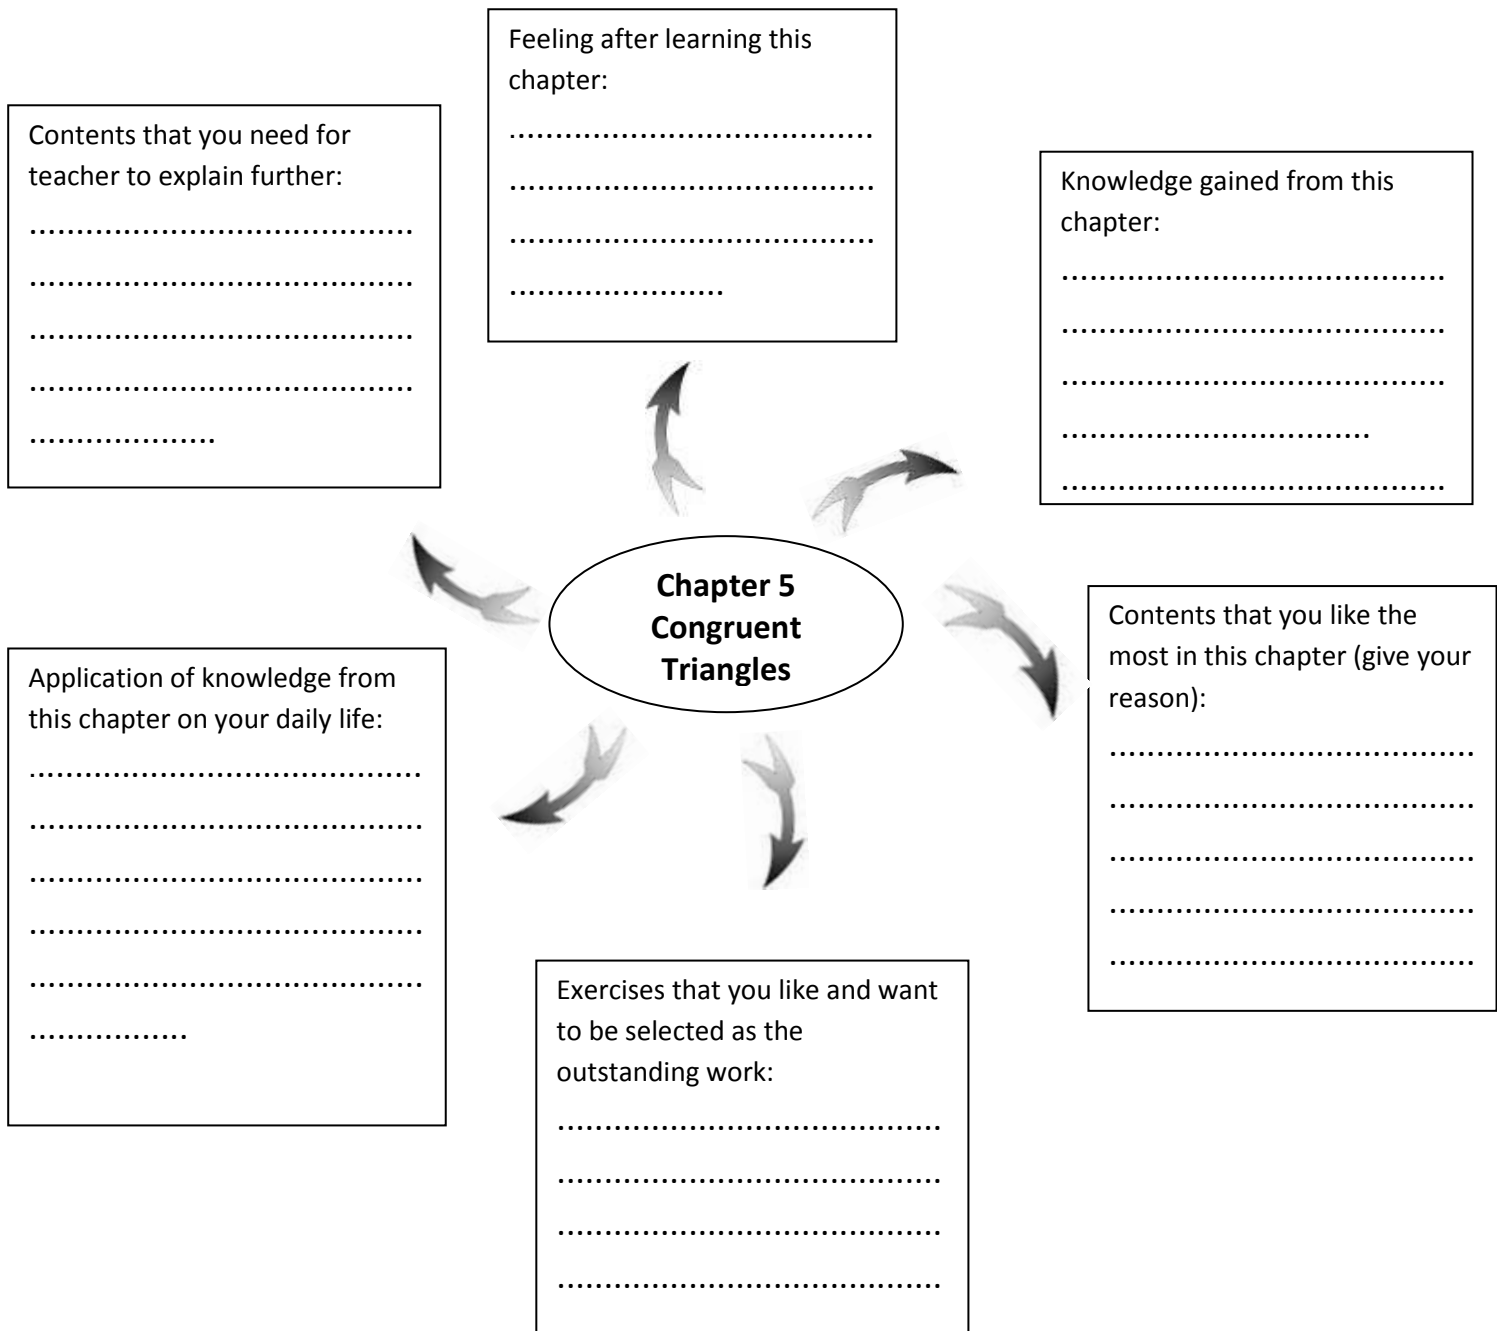 Feeling after learning this
chapter:
........................................
........................................
........................................
.......................
Contents that you need for
teacher to explain further:
.........................................
.........................................
.........................................
.........................................
....................
Knowledge gained from this
chapter:
.........................................
.........................................
.........................................
.................................
.........................................
Chapter 5
Congruent
Triangles
Contents that you like the
most in this chapter (give your
reason):
.......................................
.......................................
.......................................
.......................................
.......................................
Application of knowledge from
this chapter on your daily life:
..........................................
..........................................
..........................................
..........................................
..........................................
.................
Exercises that you like and want
to be selected as the
outstanding work:
.........................................
.........................................
.........................................
.........................................